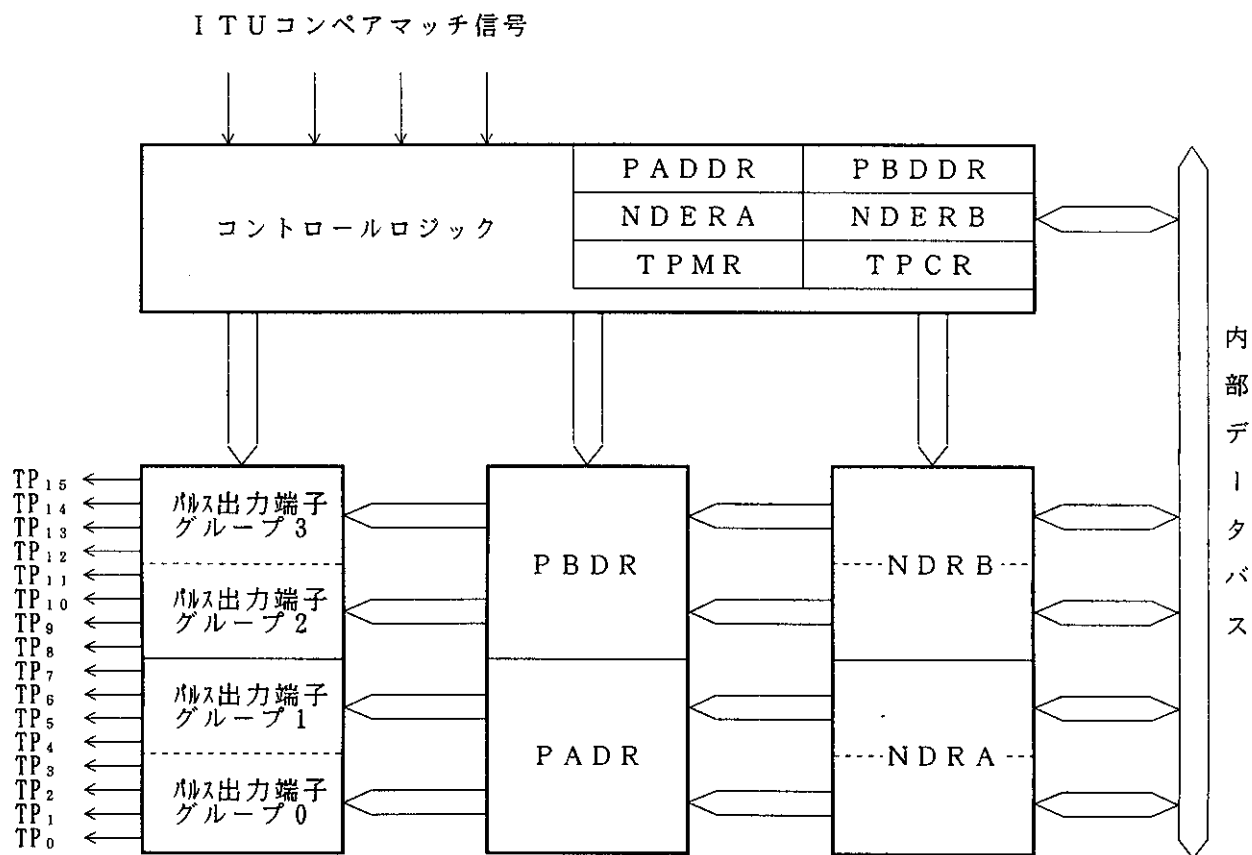 ITUコンペアマッチ信号
コントロールロジック
PADDR
PBDDR
NDERA
NDERB
TPMR
TPCR
内部データバス
TP₁₅
TP₁₄
TP₁₃
TP₁₂
TP₁₁
TP₁₀
TP₉
TP₈
TP₇
TP₆
TP₅
TP₄
TP₃
TP₂
TP₁
TP₀
パルス出力端子
グループ3
パルス出力端子
グループ2
パルス出力端子
グループ1
パルス出力端子
グループ0
PBDR
PADR
NDRB
NDRA